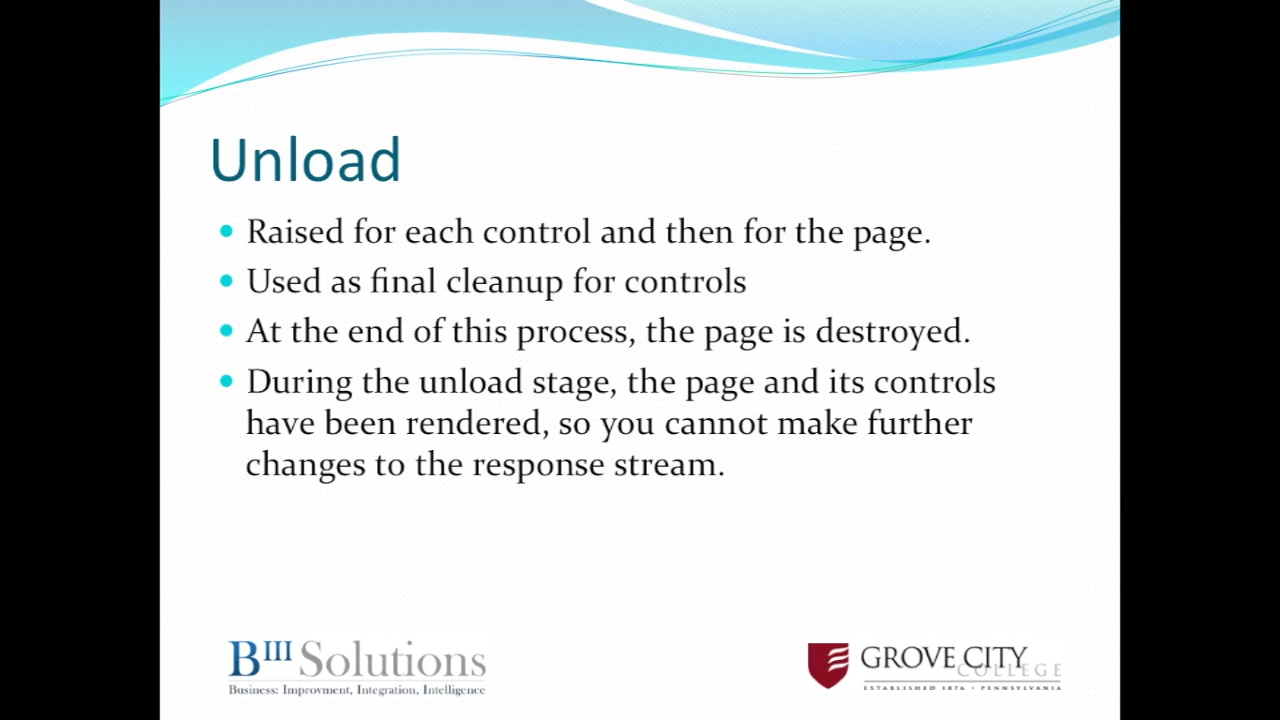 Unload
• Raised for each control and then for the page.
• Used as final cleanup for controls
• At the end of this process, the page is destroyed.
• During the unload stage, the page and its controls
have been rendered, so you cannot make further
changes to the response stream.
BIII Solutions
Business: Improvment, Integration, Intelligence
GROVE CITY
COLLEGE
ESTABLISHED 1876 • PENNSYLVANIA